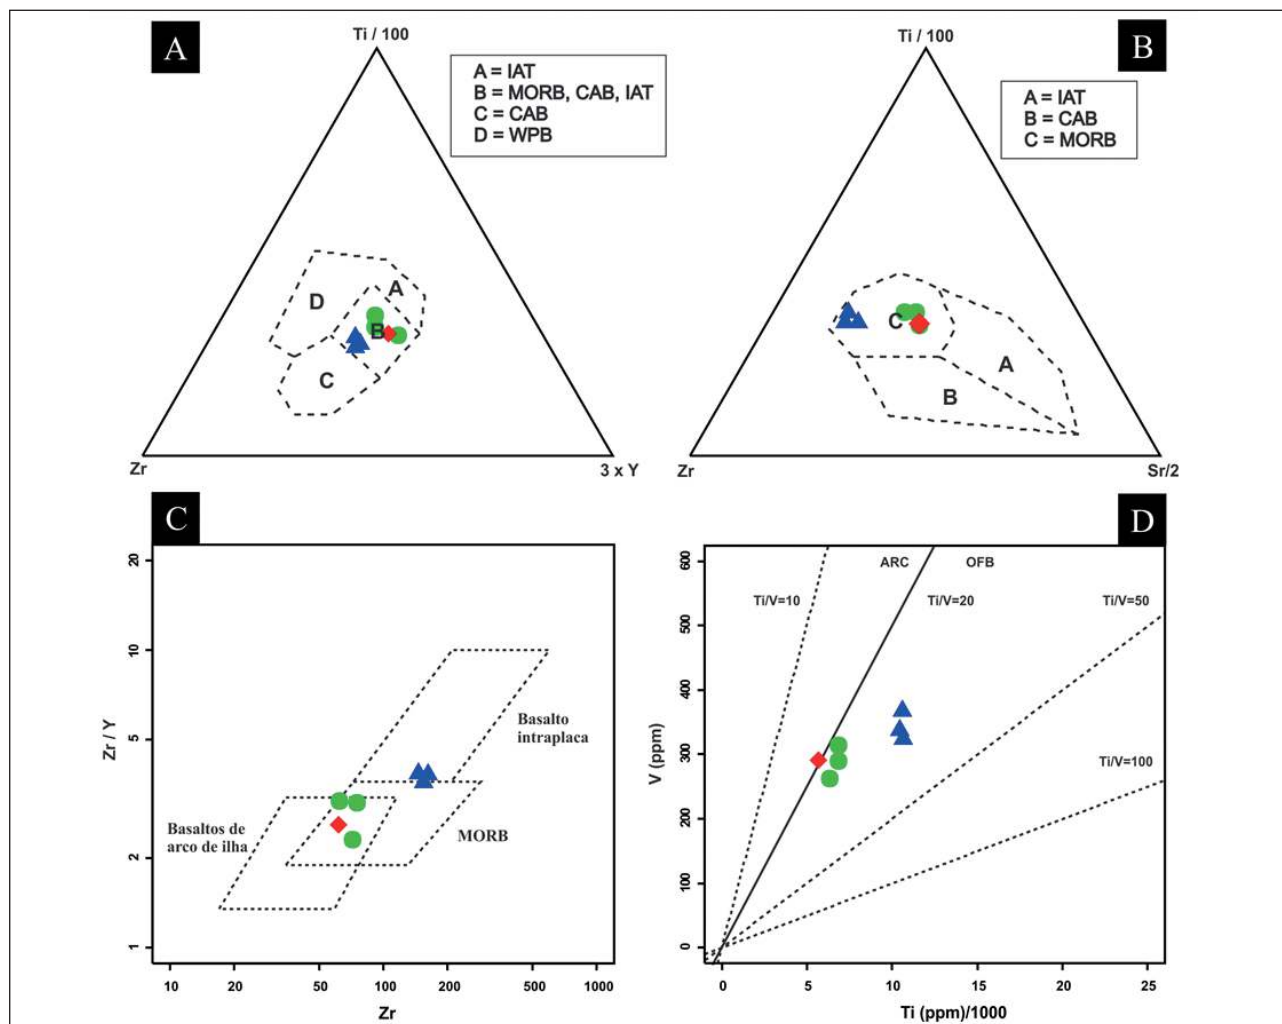 A
Ti / 100
A = IAT
B = MORB, CAB, IAT
C = CAB
D = WPB
D
A
B
C
Zr
3 x Y
B
Ti / 100
A = IAT
B = CAB
C = MORB
C
A
B
Zr
Sr/2
C
Zr / Y
20
10
5
2
1
Basalto
intraplaca
Basaltos de
arco de ilha
MORB
10
20
50
100
200
500
1000
Zr
D
V (ppm)
600
500
400
300
200
100
0
ARC
OFB
Ti/V=10
Ti/V=20
Ti/V=50
Ti/V=100
0
5
10
15
20
25
Ti (ppm)/1000